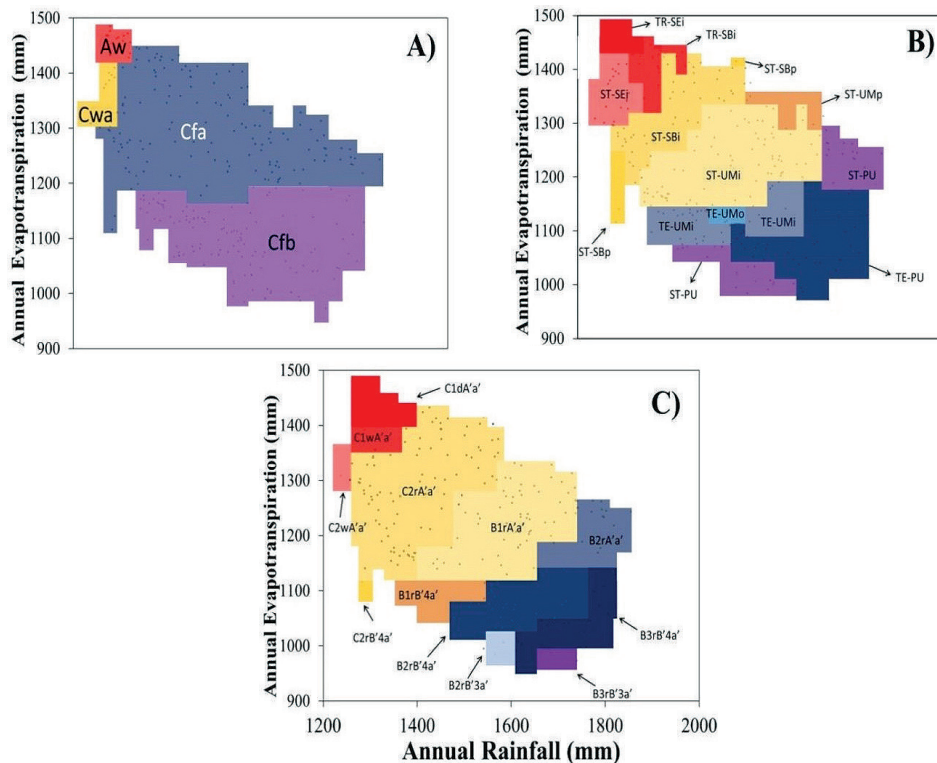 A)
Annual Evapotranspiration (mm)
1500
1400
1300
1200
1100
1000
900
Aw
Cwa
Cfa
Cfb
B)
Annual Evapotranspiration (mm)
1500
1400
1300
1200
1100
1000
900
TR-SEi
TR-SBi
ST-SBp
ST-UMp
ST-SEj
ST-SBi
ST-UMi
ST-PU
TE-UMo
TE-UMi
TE-UMi
ST-SBp
ST-PU
TE-PU
C)
Annual Evapotranspiration (mm)
1500
1400
1300
1200
1100
1000
900
C1dA'a'
C1wA'a'
C2rA'a'
C2wA'a'
B1rA'a'
B2rA'a'
B1rB'4a'
C2rB'4a'
B2rB'4a'
B3rB'4a'
B2rB'3a'
B3rB'3a'
1200 1400 1600 1800 2000
Annual Rainfall (mm)